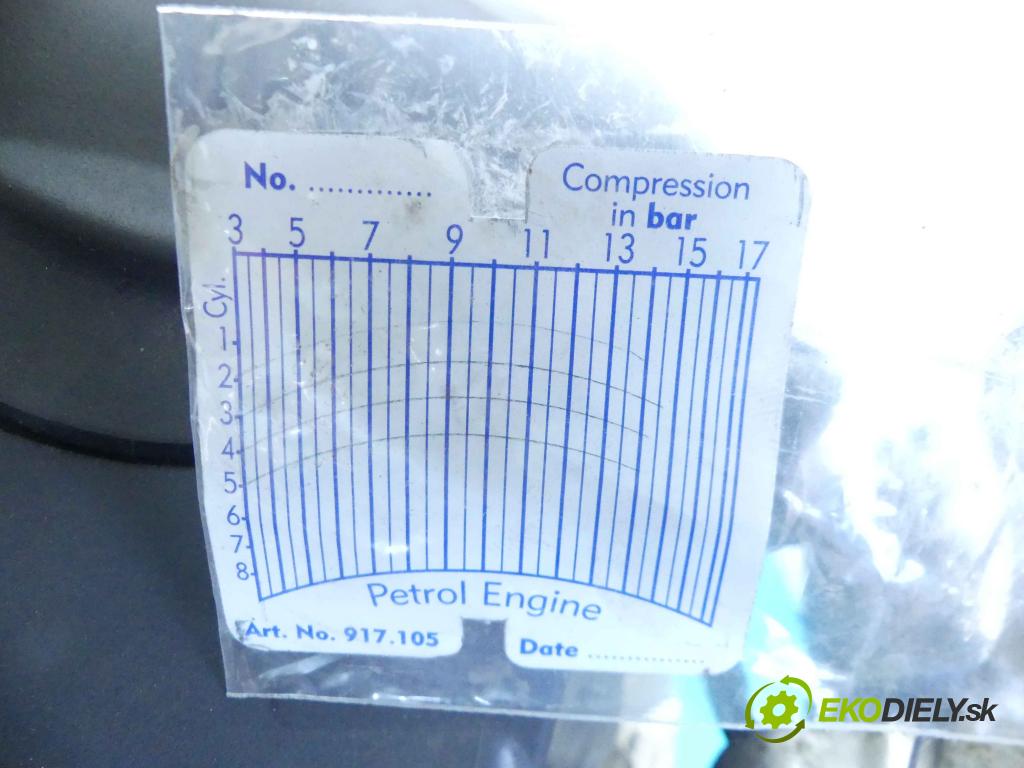 No. .............
Compression
in bar
3 5 7 9 11 13 15 17
Cyl.
1
2
3
4
5
6
7
8
Petrol Engine
Art. No. 917.105
Date ...............
EKODIELY.sk